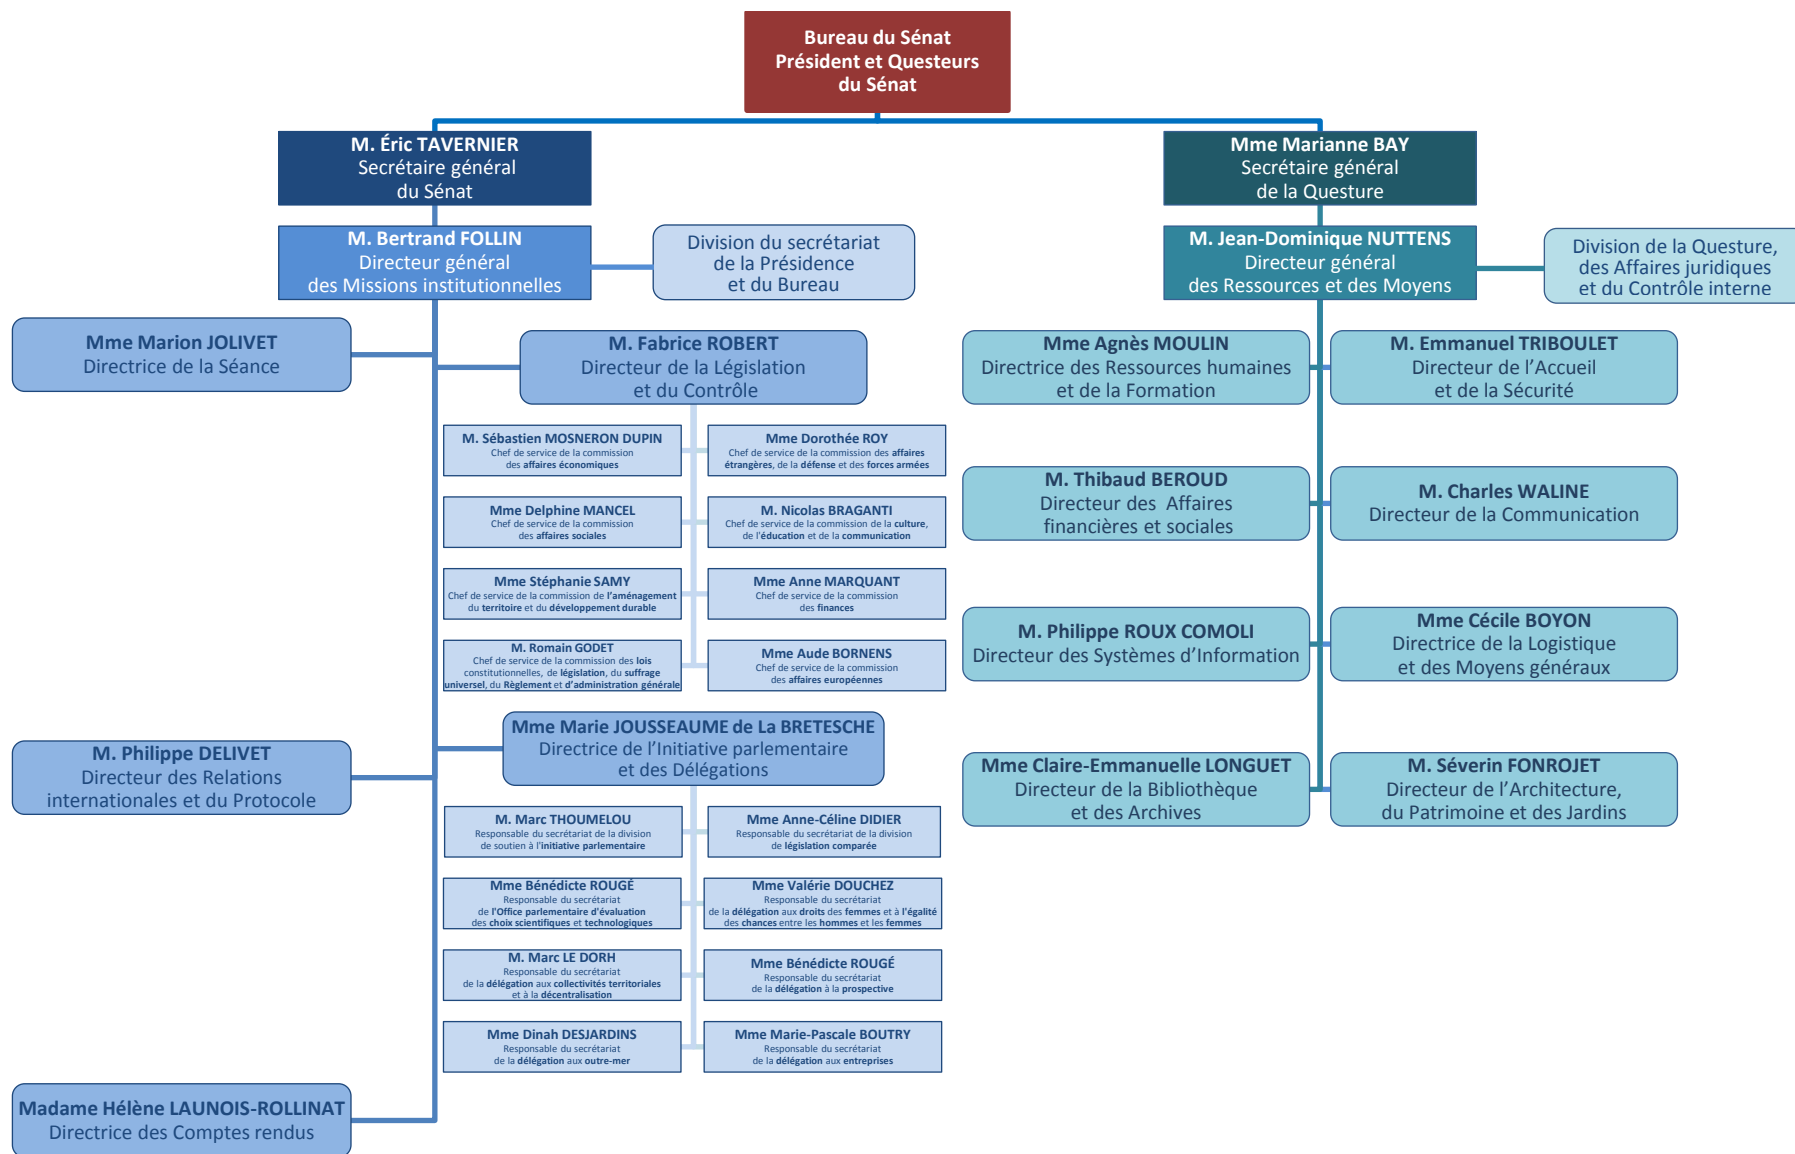 Bureau du Sénat
Président et Questeurs
du Sénat
M. Éric TAVERNIER
Secrétaire général
du Sénat
Mme Marianne BAY
Secrétaire général
de la Questure
M. Bertrand FOLLIN
Directeur général
des Missions institutionnelles
Division du secrétariat
de la Présidence
et du Bureau
M. Jean-Dominique NUTTENS
Directeur général
des Ressources et des Moyens
Division de la Questure,
des Affaires juridiques
et du Contrôle interne
Mme Marion JOLIVET
Directrice de la Séance
M. Fabrice ROBERT
Directeur de la Législation
et du Contrôle
M. Sébastien MOSNERON DUPIN
Chef de service de la commission
des affaires économiques
Mme Dorothée ROY
Chef de service de la commission des affaires
étrangères, de la défense et des forces armées
Mme Delphine MANCEL
Chef de service de la commission
des affaires sociales
M. Nicolas BRAGANTI
Chef de service de la commission de la culture,
de l'éducation et de la communication
Mme Stéphanie SAMY
Chef de service de la commission de l'aménagement
du territoire et du développement durable
Mme Anne MARQUANT
Chef de service de la commission
des finances
M. Romain GODET
Chef de service de la commission des lois
constitutionnelles, de législation, du suffrage
universel, du Règlement et d'administration générale
Mme Aude BORNENS
Chef de service de la commission
des affaires européennes
M. Philippe DELIVET
Directeur des Relations
internationales et du Protocole
Mme Marie JOUSSEAUME de La BRETESCHE
Directrice de l'Initiative parlementaire
et des Délégations
M. Marc THOUMELOU
Responsable du secrétariat de la division
de soutien à l'initiative parlementaire
Mme Anne-Céline DIDIER
Responsable du secrétariat de la division
de législation comparée
Mme Bénédicte ROUGÉ
Responsable du secrétariat
de l'Office parlementaire d'évaluation
des choix scientifiques et technologiques
Mme Valérie DOUCHEZ
Responsable du secrétariat
de la délégation aux droits des femmes et à l'égalité
des chances entre les hommes et les femmes
M. Marc LE DORH
Responsable du secrétariat
de la délégation aux collectivités territoriales
et à la décentralisation
Mme Bénédicte ROUGÉ
Responsable du secrétariat
de la délégation à la prospective
Mme Dinah DESJARDINS
Responsable du secrétariat
de la délégation aux outre-mer
Mme Marie-Pascale BOUTRY
Responsable du secrétariat
de la délégation aux entreprises
Madame Hélène LAUNOIS-ROLLINAT
Directrice des Comptes rendus
Mme Agnès MOULIN
Directrice des Ressources humaines
et de la Formation
M. Emmanuel TRIBOULET
Directeur de l'Accueil
et de la Sécurité
M. Thibaud BEROUD
Directeur des Affaires
financières et sociales
M. Charles WALINE
Directeur de la Communication
M. Philippe ROUX COMOLI
Directeur des Systèmes d'Information
Mme Cécile BOYON
Directrice de la Logistique
et des Moyens généraux
Mme Claire-Emmanuelle LONGUET
Directeur de la Bibliothèque
et des Archives
M. Séverin FONROJET
Directeur de l'Architecture,
du Patrimoine et des Jardins